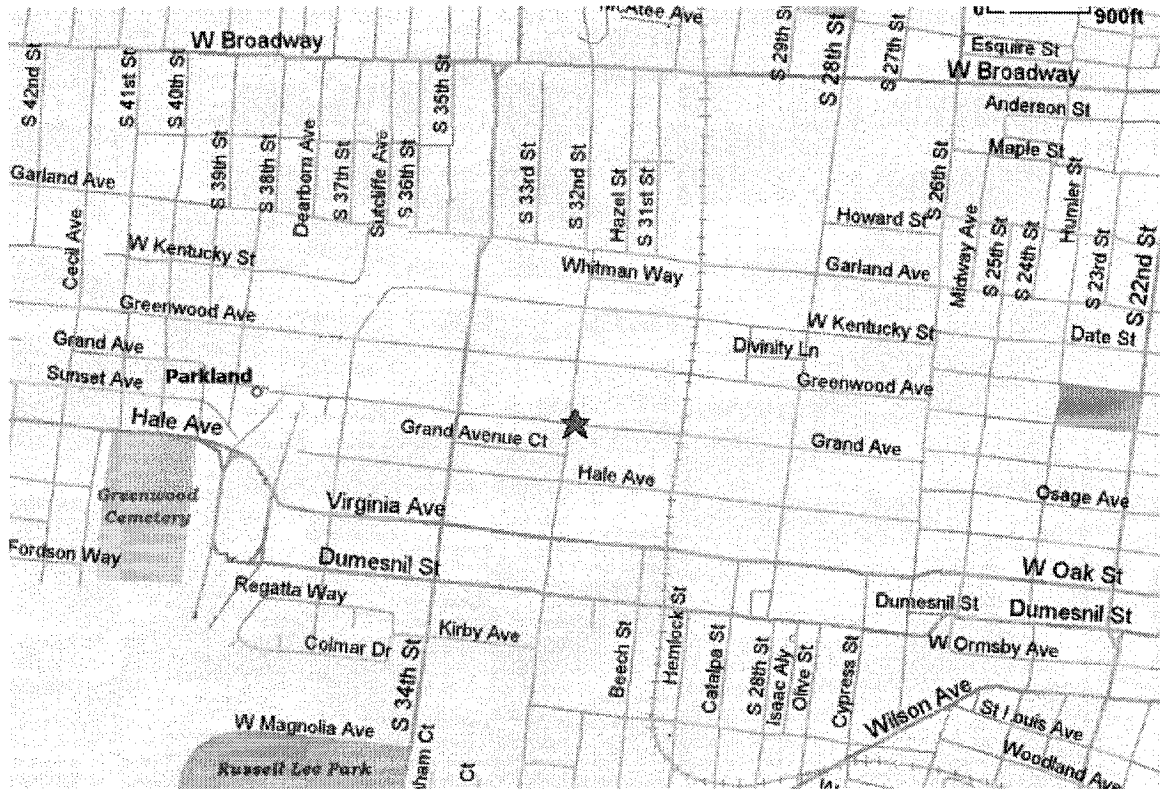 McAtee Ave
0 900ft
W Broadway
S 29th St
S 28th St
S 27th St
Esquire St
W Broadway
S 42nd St
S 41st St
S 40th St
S 35th St
Anderson St
Maple St
Garland Ave
S 39th St
S 38th St
Dearborn Ave
S 37th St
Sutcliffe Ave
S 36th St
S 33rd St
S 32nd St
Hazel St
S 31st St
S 26th St
Humler St
Howard St
Cecil Ave
W Kentucky St
Whitman Way
Garland Ave
Midway Ave
S 25th St
S 24th St
S 23rd St
S 22nd St
Greenwood Ave
W Kentucky St
Date St
Grand Ave
Divinity Ln
Sunset Ave
Parkland
Greenwood Ave
Hale Ave
Grand Avenue Ct
Grand Ave
Hale Ave
Greenwood
Cemetery
Virginia Ave
Osage Ave
Fordson Way
Dumesnil St
W Oak St
Regatta Way
Dumesnil St
Dumesnil St
Colmar Dr
Kirby Ave
W Ormsby Ave
S 34th St
Beech St
Hemlock St
Catalpa St
S 28th St
Isaac Aly
Olive St
Cypress St
Wilson Ave
St Louis Ave
W Magnolia Ave
Woodland Ave
Russell Lee Park
ham Ct
Ct